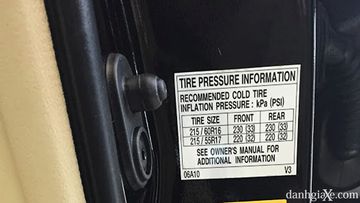 TIRE PRESSURE INFORMATION
RECOMMENDED COLD TIRE
INFLATION PRESSURE : kPa (PSI)
TIRE SIZE FRONT REAR
215/60R16 230 (33) 230 (33)
215/55R17 220 (32) 220 (32)
SEE OWNER'S MANUAL FOR
ADDITIONAL INFORMATION
06A10 V3
danhgiaXe.com